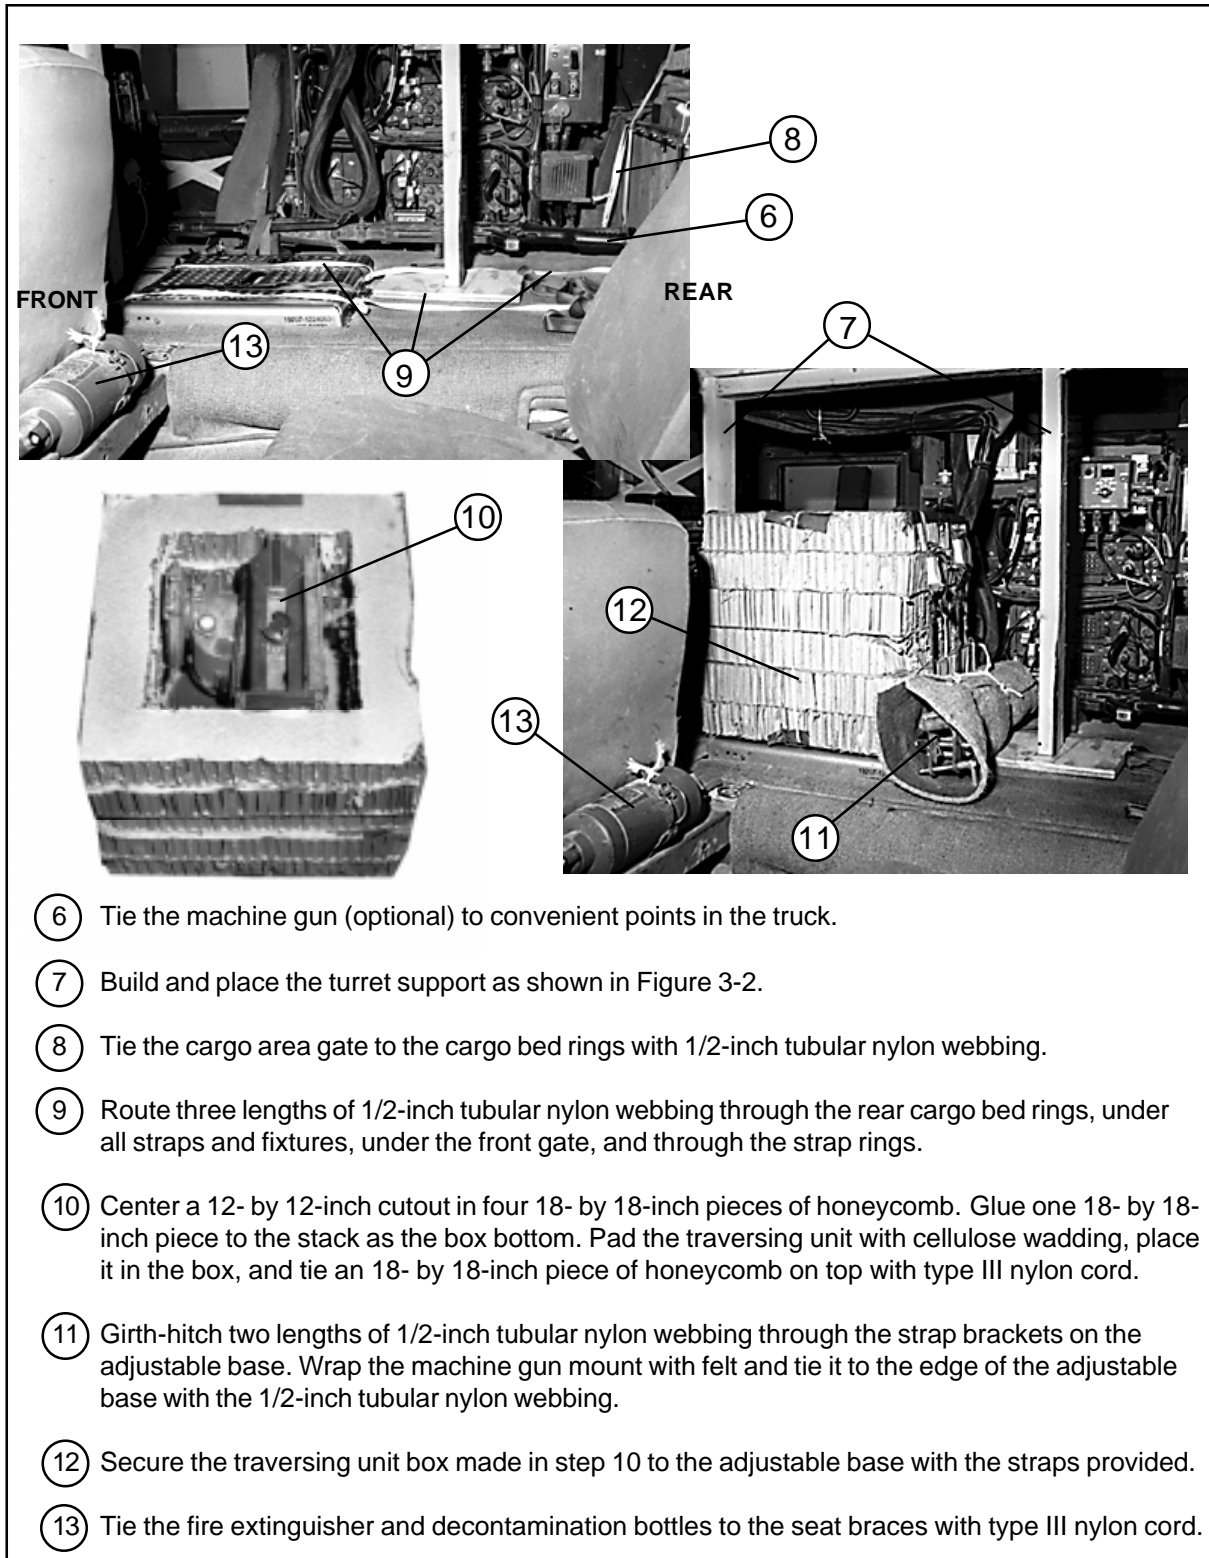 8
6
FRONT
REAR
7
13
9
10
12
13
11
6 Tie the machine gun (optional) to convenient points in the truck.
7 Build and place the turret support as shown in Figure 3-2.
8 Tie the cargo area gate to the cargo bed rings with 1/2-inch tubular nylon webbing.
9 Route three lengths of 1/2-inch tubular nylon webbing through the rear cargo bed rings, under
all straps and fixtures, under the front gate, and through the strap rings.
10 Center a 12- by 12-inch cutout in four 18- by 18-inch pieces of honeycomb. Glue one 18- by 18-
inch piece to the stack as the box bottom. Pad the traversing unit with cellulose wadding, place
it in the box, and tie an 18- by 18-inch piece of honeycomb on top with type III nylon cord.
11 Girth-hitch two lengths of 1/2-inch tubular nylon webbing through the strap brackets on the
adjustable base. Wrap the machine gun mount with felt and tie it to the edge of the adjustable
base with the 1/2-inch tubular nylon webbing.
12 Secure the traversing unit box made in step 10 to the adjustable base with the straps provided.
13 Tie the fire extinguisher and decontamination bottles to the seat braces with type III nylon cord.